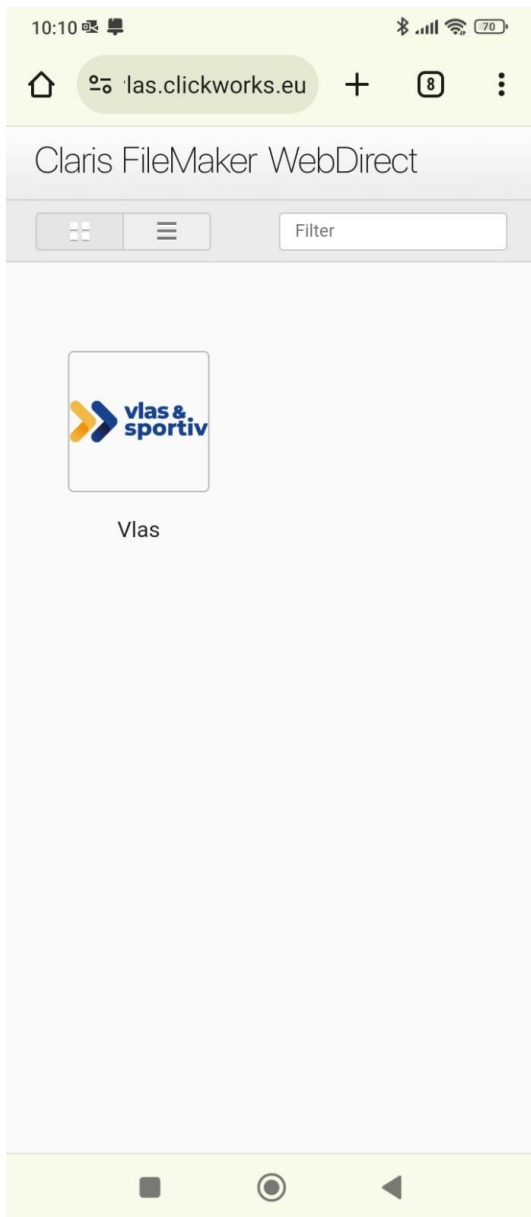 10:10 70
:las.clickworks.eu 8
Claris FileMaker WebDirect
Filter
vlas &
sportiv
Vlas